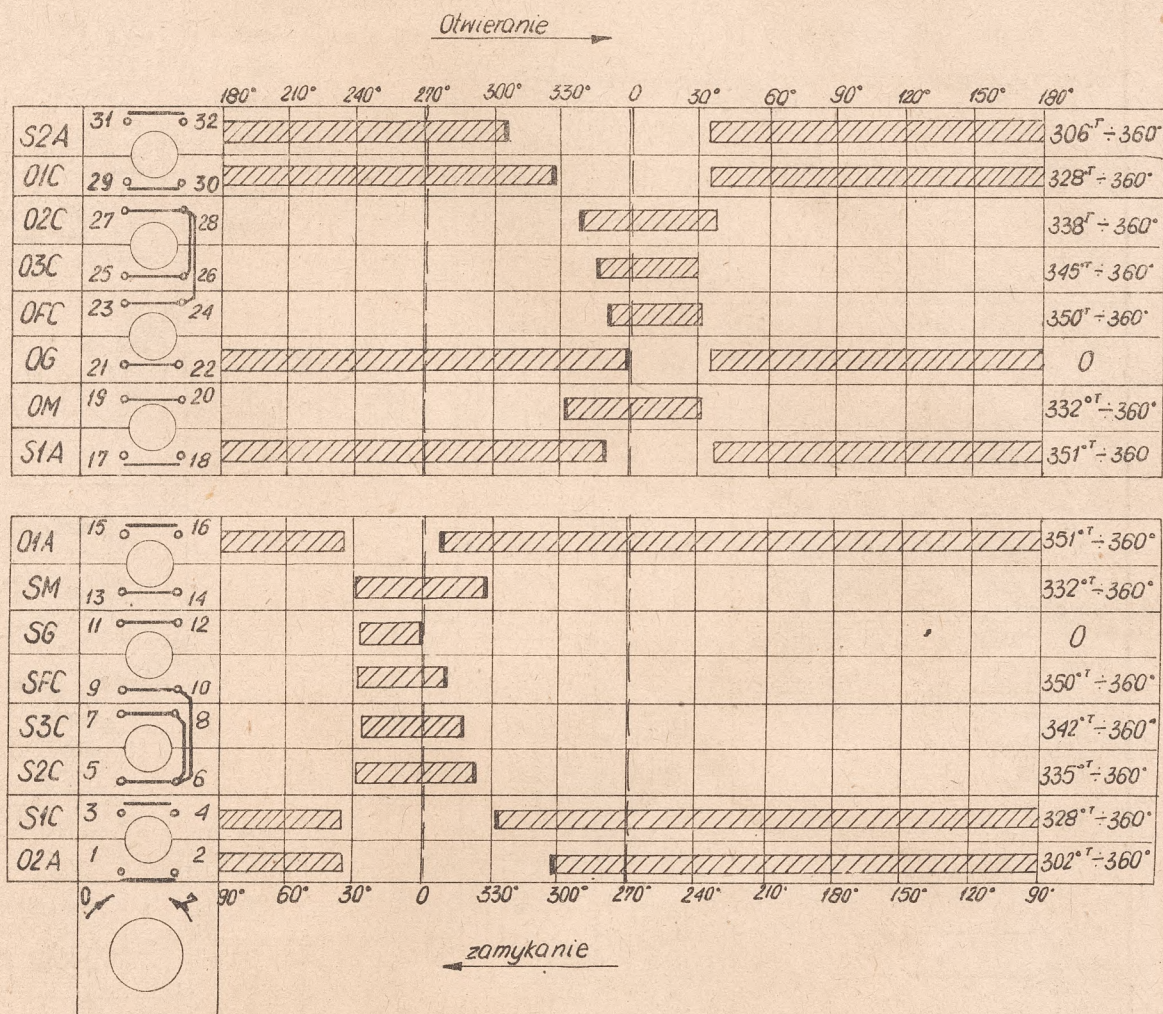 Otwieranie
180° 210° 240° 270° 300° 330° 0 30° 60° 90° 120° 150° 180°
S2A 31 32 306°ᵀ÷360°
O1C 29 30 328°ᵀ÷360°
O2C 27 28 338ᵀ÷360°
O3C 25 26 345°ᵀ÷360°
OFC 23 24 350ᵀ÷360°
OG 21 22 0
OM 19 20 332°ᵀ÷360°
S1A 17 18 351°ᵀ÷360
O1A 15 16 351°ᵀ÷360°
SM 13 14 332°ᵀ÷360°
SG 11 12 0
SFC 9 10 350°ᵀ÷360°
S3C 7 8 342°ᵀ÷360°
S2C 5 6 335°ᵀ÷360°
S1C 3 4 328°ᵀ÷360°
O2A 1 2 302°ᵀ÷360°
0 90° 60° 30° 0 330° 300° 270° 240° 210° 180° 150° 120° 90°
zamykanie